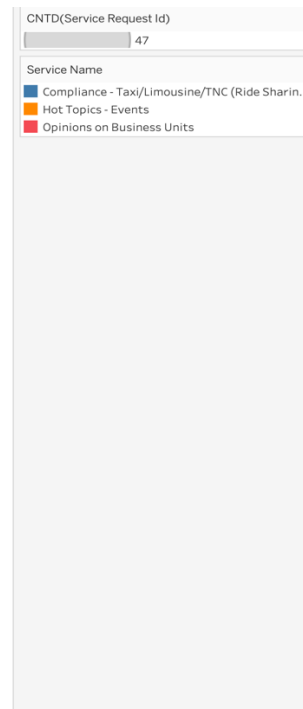 CNTD(Service Request Id)
47
Service Name
Compliance - Taxi/Limousine/TNC (Ride Sharin.
Hot Topics - Events
Opinions on Business Units